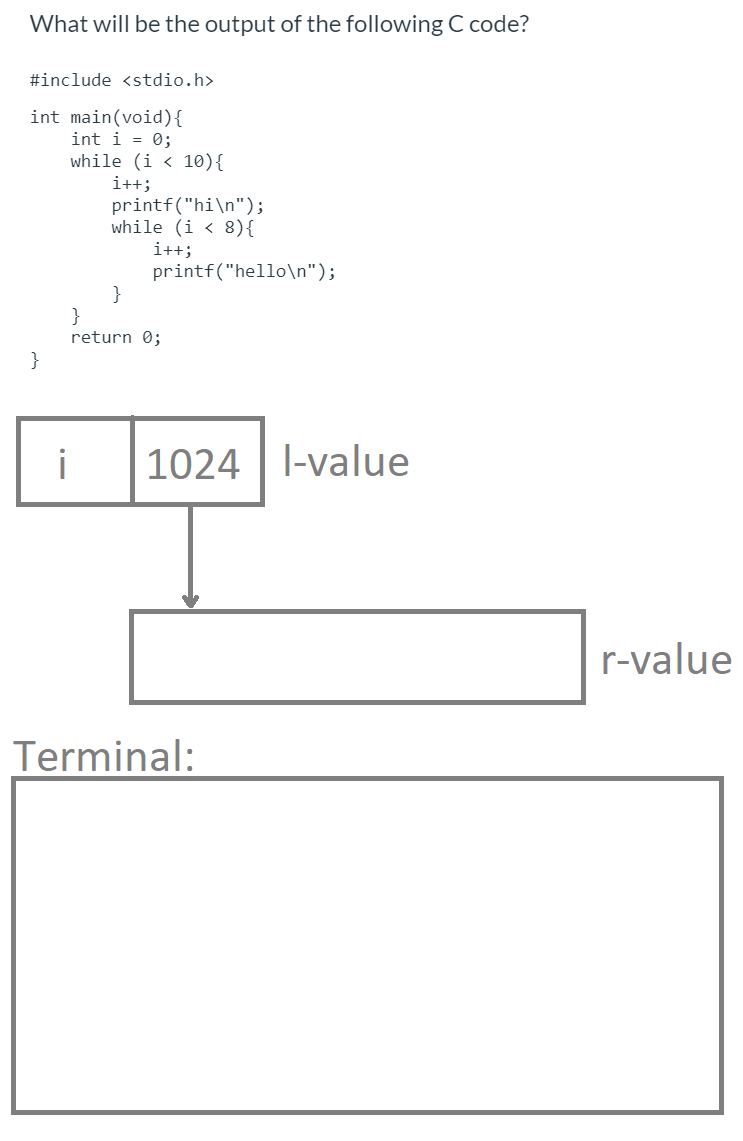 What will be the output of the following C code?
#include <stdio.h>
int main(void){
    int i = 0;
    while (i < 10){
        i++;
        printf("hi\n");
        while (i < 8){
            i++;
            printf("hello\n");
        }
    }
    return 0;
}
i 1024 l-value
r-value
Terminal: